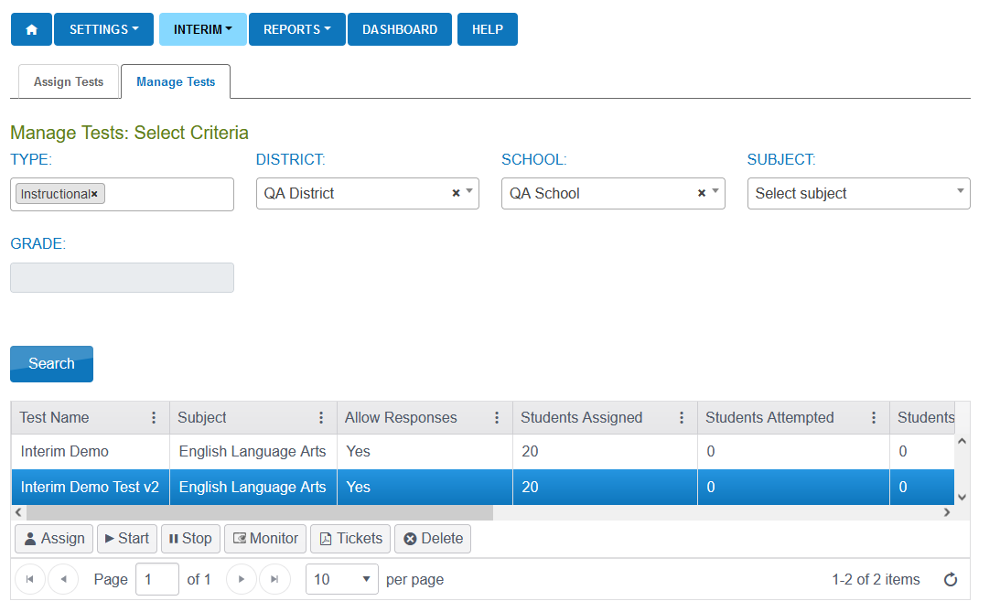 SETTINGS INTERIM REPORTS DASHBOARD HELP
Assign Tests Manage Tests
Manage Tests: Select Criteria
TYPE: DISTRICT: SCHOOL: SUBJECT:
Instructional× QA District × QA School × Select subject
GRADE:
Search
Test Name Subject Allow Responses Students Assigned Students Attempted Students
Interim Demo English Language Arts Yes 20 0 0
Interim Demo Test v2 English Language Arts Yes 20 0 0
Assign Start Stop Monitor Tickets Delete
Page 1 of 1 10 per page 1-2 of 2 items